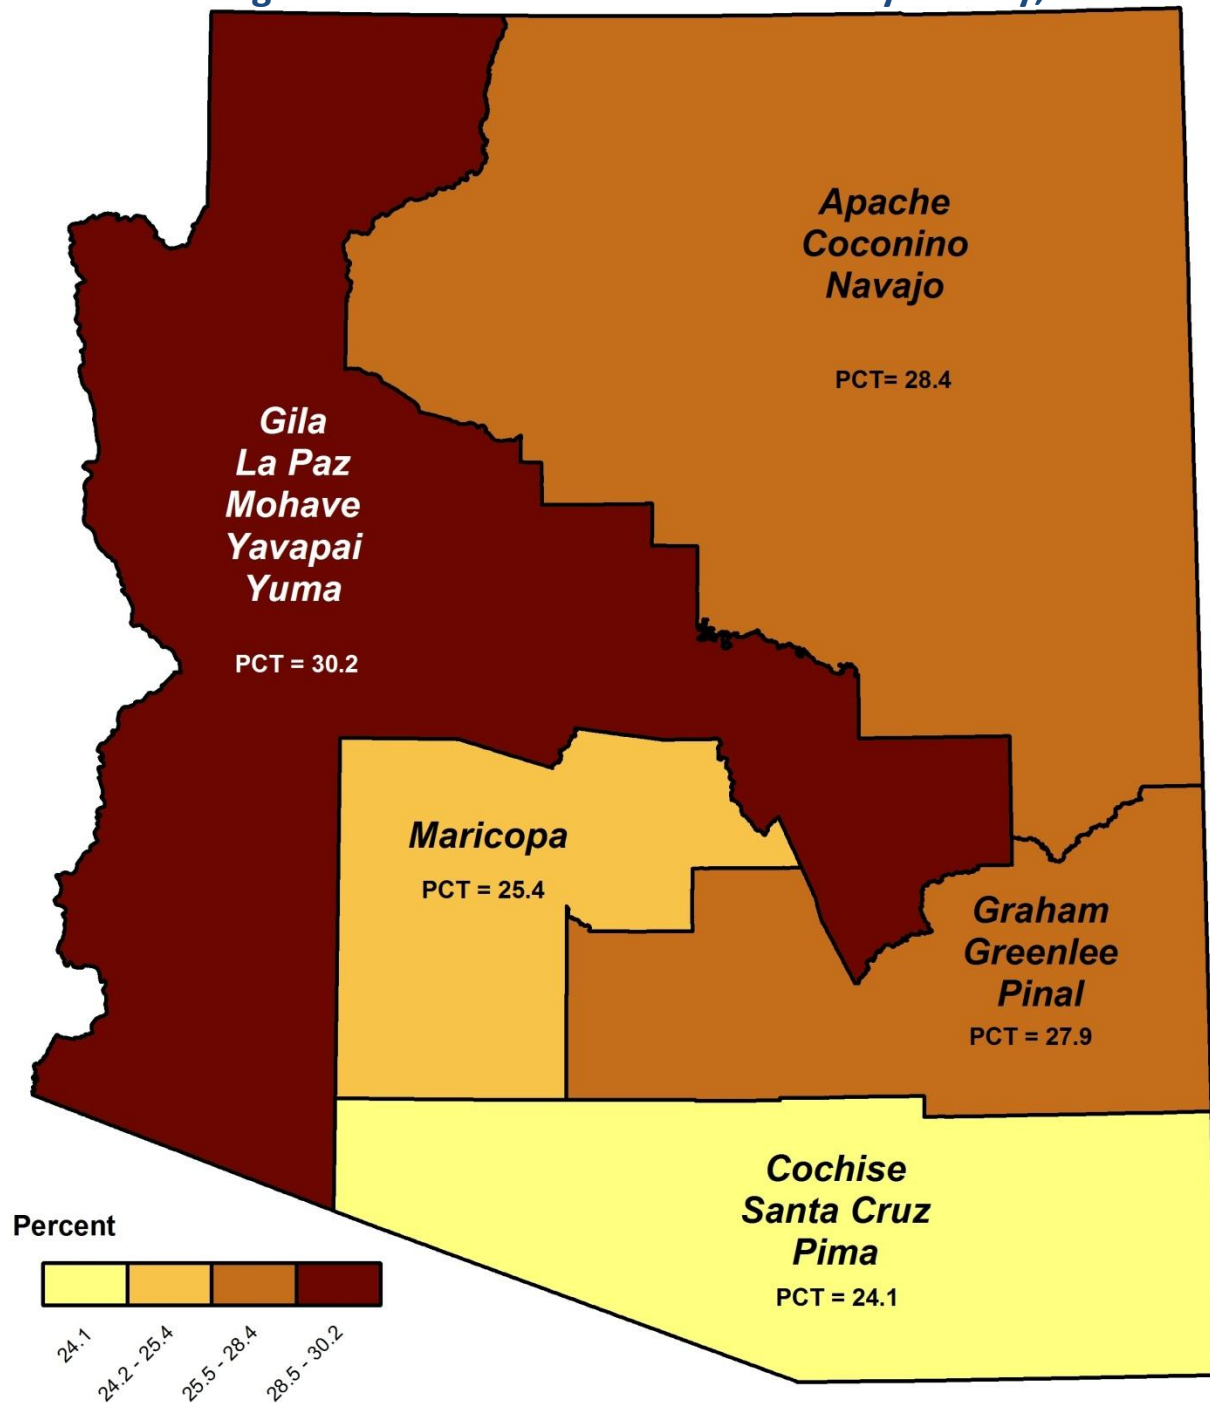 Apache
Coconino
Navajo
PCT= 28.4
Gila
La Paz
Mohave
Yavapai
Yuma
PCT = 30.2
Maricopa
PCT = 25.4
Graham
Greenlee
Pinal
PCT = 27.9
Cochise
Santa Cruz
Pima
PCT = 24.1
Percent
24.1
24.2 - 25.4
25.5 - 28.4
28.5 - 30.2